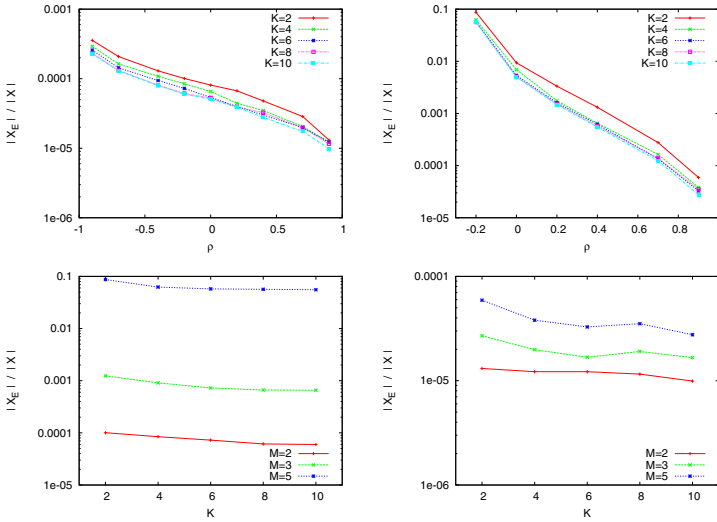 0.001
0.0001
1e-05
1e-06
-1
-0.5
0
0.5
1
ρ
| X_E | / | X |
K=2
K=4
K=6
K=8
K=10
0.1
0.01
0.001
0.0001
1e-05
-0.2
0
0.2
0.4
0.6
0.8
ρ
| X_E | / | X |
K=2
K=4
K=6
K=8
K=10
0.1
0.01
0.001
0.0001
1e-05
2
4
6
8
10
K
| X_E | / | X |
M=2
M=3
M=5
0.0001
1e-05
1e-06
2
4
6
8
10
K
| X_E | / | X |
M=2
M=3
M=5